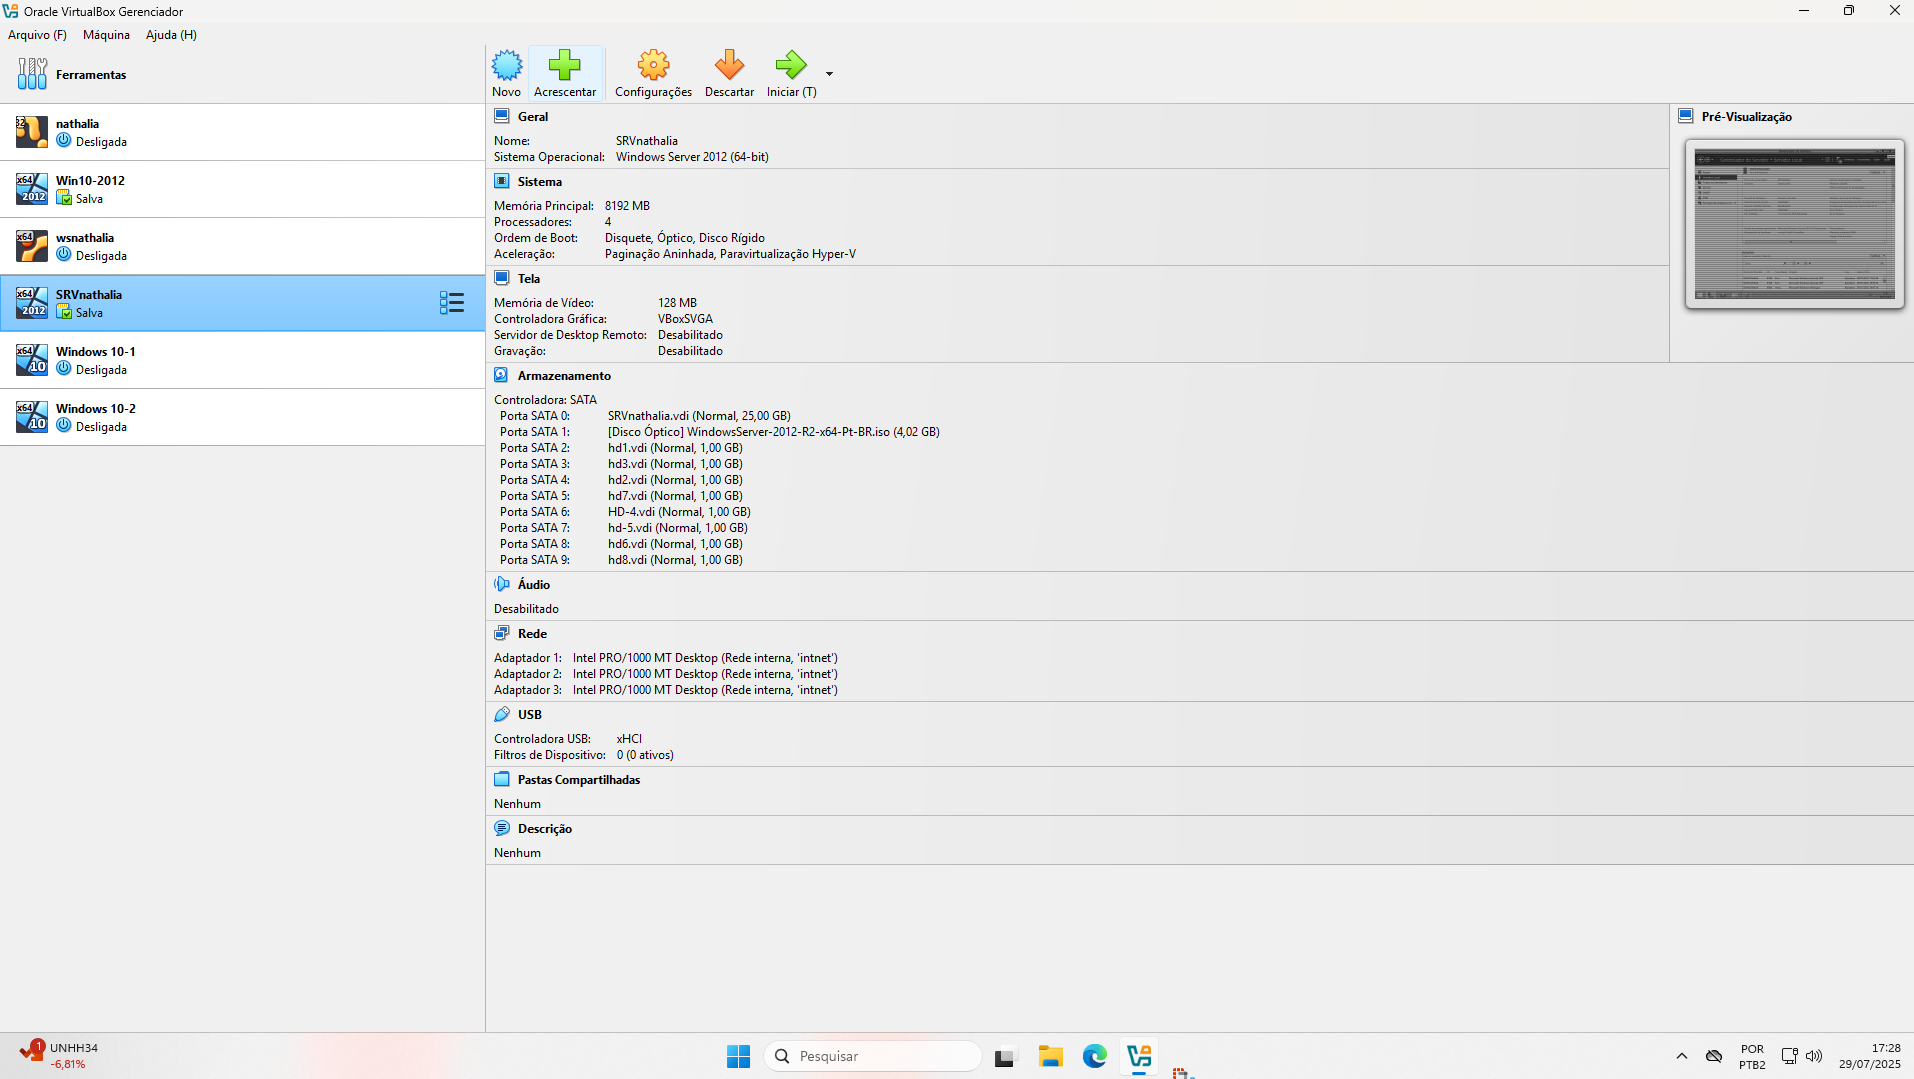 Oracle VirtualBox Gerenciador
Arquivo (F) Máquina Ajuda (H)
Ferramentas
Novo Acrescentar Configurações Descartar Iniciar (T)
32
nathalia
Desligada
x64
2012
Win10-2012
Salva
x64
wsnathalia
Desligada
x64
2012
SRVnathalia
Salva
x64
10
Windows 10-1
Desligada
x64
10
Windows 10-2
Desligada
Geral
Nome: SRVnathalia
Sistema Operacional: Windows Server 2012 (64-bit)
Sistema
Memória Principal: 8192 MB
Processadores: 4
Ordem de Boot: Disquete, Óptico, Disco Rígido
Aceleração: Paginação Aninhada, Paravirtualização Hyper-V
Tela
Memória de Vídeo: 128 MB
Controladora Gráfica: VBoxSVGA
Servidor de Desktop Remoto: Desabilitado
Gravação: Desabilitado
Pré-Visualização
Armazenamento
Controladora: SATA
Porta SATA 0: SRVnathalia.vdi (Normal, 25,00 GB)
Porta SATA 1: [Disco Óptico] WindowsServer-2012-R2-x64-Pt-BR.iso (4,02 GB)
Porta SATA 2: hd1.vdi (Normal, 1,00 GB)
Porta SATA 3: hd3.vdi (Normal, 1,00 GB)
Porta SATA 4: hd2.vdi (Normal, 1,00 GB)
Porta SATA 5: hd7.vdi (Normal, 1,00 GB)
Porta SATA 6: HD-4.vdi (Normal, 1,00 GB)
Porta SATA 7: hd-5.vdi (Normal, 1,00 GB)
Porta SATA 8: hd6.vdi (Normal, 1,00 GB)
Porta SATA 9: hd8.vdi (Normal, 1,00 GB)
Áudio
Desabilitado
Rede
Adaptador 1: Intel PRO/1000 MT Desktop (Rede interna, 'intnet')
Adaptador 2: Intel PRO/1000 MT Desktop (Rede interna, 'intnet')
Adaptador 3: Intel PRO/1000 MT Desktop (Rede interna, 'intnet')
USB
Controladora USB: xHCI
Filtros de Dispositivo: 0 (0 ativos)
Pastas Compartilhadas
Nenhum
Descrição
Nenhum
1
UNHH34
-6,81%
Pesquisar
POR
PTB2
17:28
29/07/2025